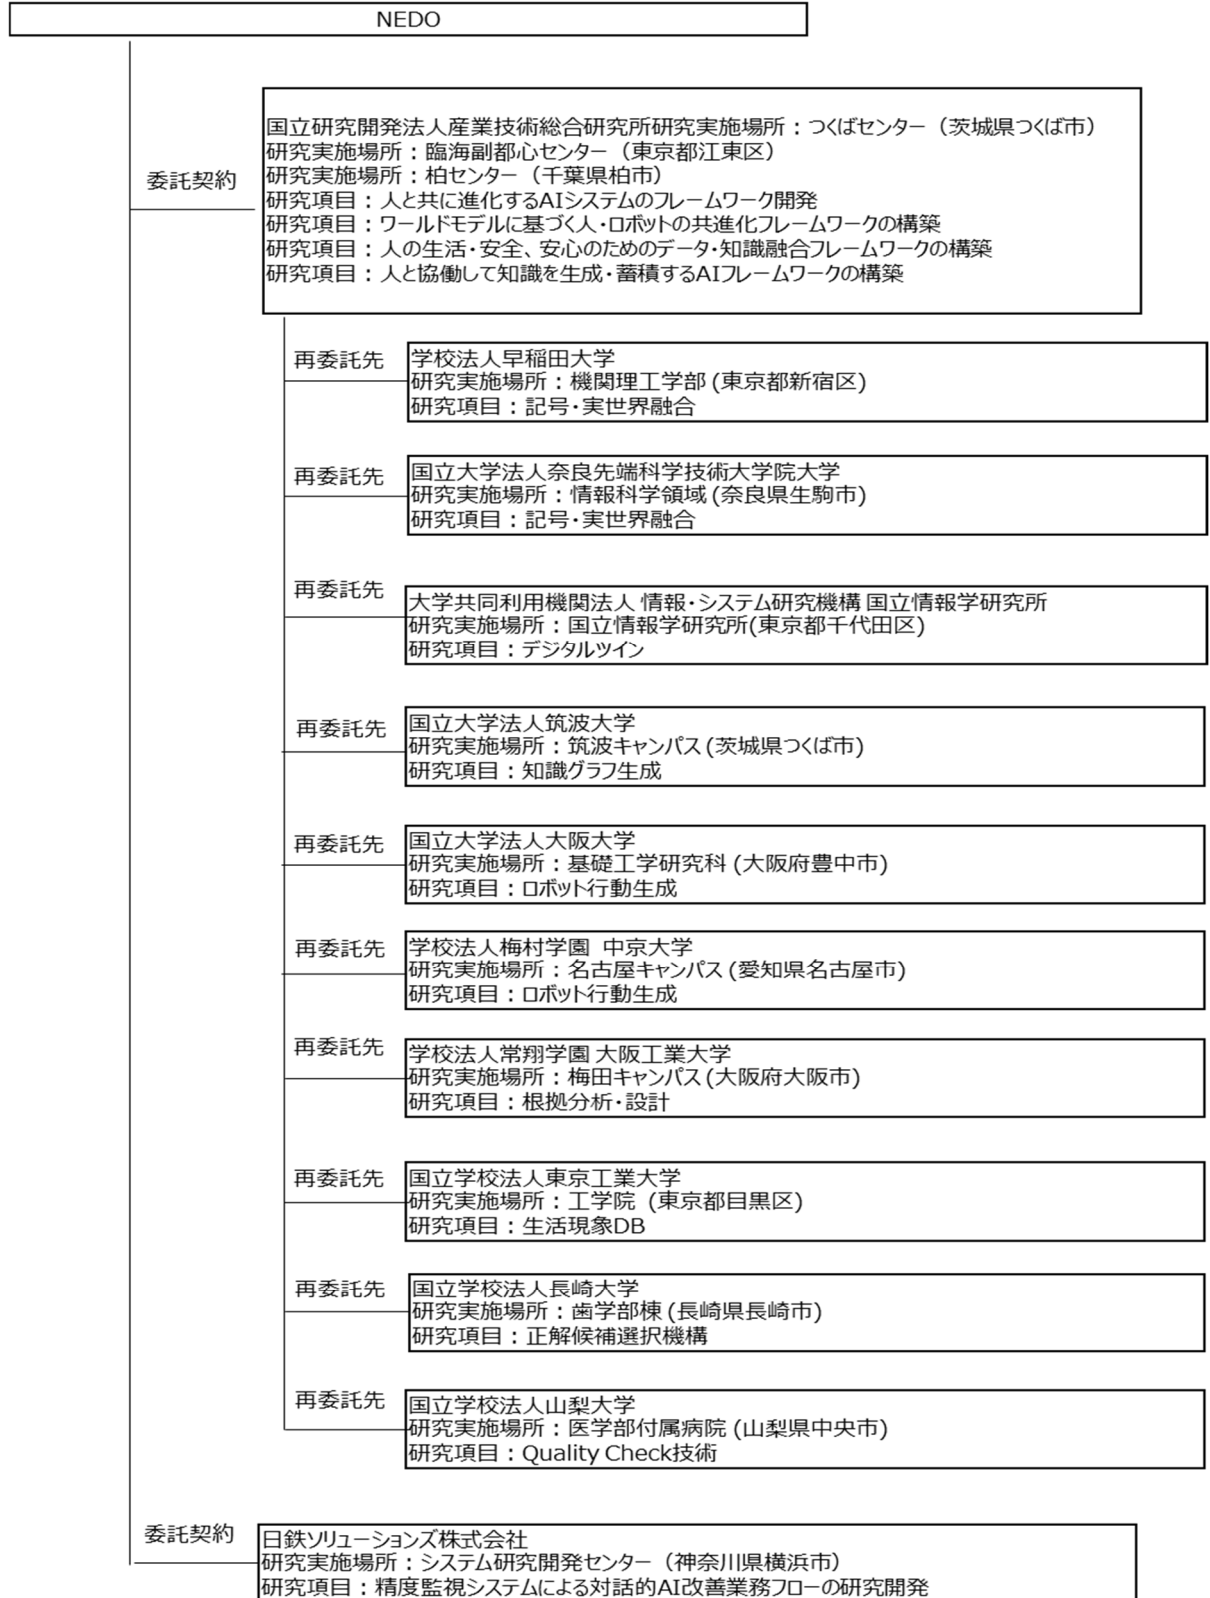 NEDO
委託契約
国立研究開発法人産業技術総合研究所研究実施場所：つくばセンター（茨城県つくば市）
研究実施場所：臨海副都心センター（東京都江東区）
研究実施場所：柏センター（千葉県柏市）
研究項目：人と共に進化するAIシステムのフレームワーク開発
研究項目：ワールドモデルに基づく人・ロボットの共進化フレームワークの構築
研究項目：人の生活・安全、安心のためのデータ・知識融合フレームワークの構築
研究項目：人と協働して知識を生成・蓄積するAIフレームワークの構築
再委託先
学校法人早稲田大学
研究実施場所：機関理工学部 (東京都新宿区)
研究項目：記号・実世界融合
再委託先
国立大学法人奈良先端科学技術大学院大学
研究実施場所：情報科学領域 (奈良県生駒市)
研究項目：記号・実世界融合
再委託先
大学共同利用機関法人 情報・システム研究機構 国立情報学研究所
研究実施場所：国立情報学研究所(東京都千代田区)
研究項目：デジタルツイン
再委託先
国立大学法人筑波大学
研究実施場所：筑波キャンパス (茨城県つくば市)
研究項目：知識グラフ生成
再委託先
国立大学法人大阪大学
研究実施場所：基礎工学研究科 (大阪府豊中市)
研究項目：ロボット行動生成
再委託先
学校法人梅村学園 中京大学
研究実施場所：名古屋キャンパス (愛知県名古屋市)
研究項目：ロボット行動生成
再委託先
学校法人常翔学園 大阪工業大学
研究実施場所：梅田キャンパス (大阪府大阪市)
研究項目：根拠分析・設計
再委託先
国立学校法人東京工業大学
研究実施場所：工学院 (東京都目黒区)
研究項目：生活現象DB
再委託先
国立学校法人長崎大学
研究実施場所：歯学部棟 (長崎県長崎市)
研究項目：正解候補選択機構
再委託先
国立学校法人山梨大学
研究実施場所：医学部付属病院 (山梨県中央市)
研究項目：Quality Check技術
委託契約
日鉄ソリューションズ株式会社
研究実施場所：システム研究開発センター（神奈川県横浜市）
研究項目：精度監視システムによる対話的AI改善業務フローの研究開発